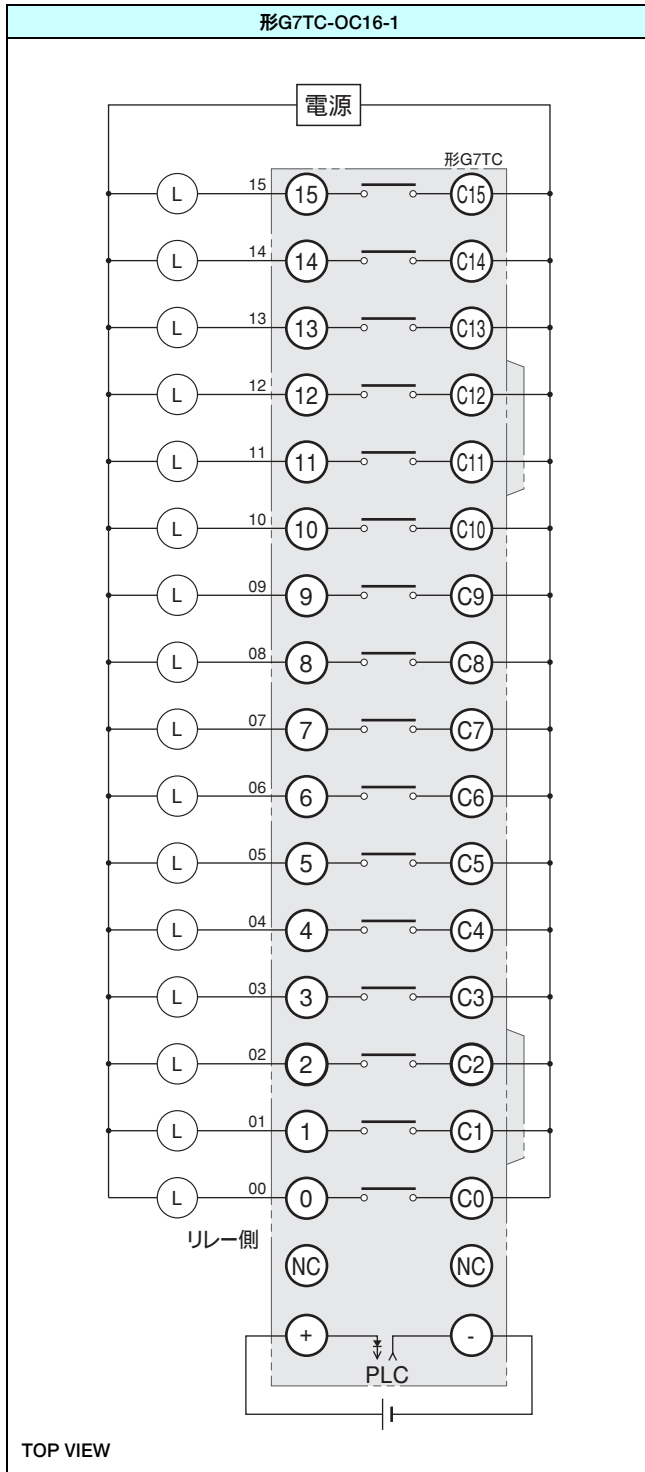 形G7TC-OC16-1
電源
形G7TC
L 15 15 C15
L 14 14 C14
L 13 13 C13
L 12 12 C12
L 11 11 C11
L 10 10 C10
L 09 9 C9
L 08 8 C8
L 07 7 C7
L 06 6 C6
L 05 5 C5
L 04 4 C4
L 03 3 C3
L 02 2 C2
L 01 1 C1
L 00 0 C0
リレー側
NC NC
+ -
PLC
TOP VIEW